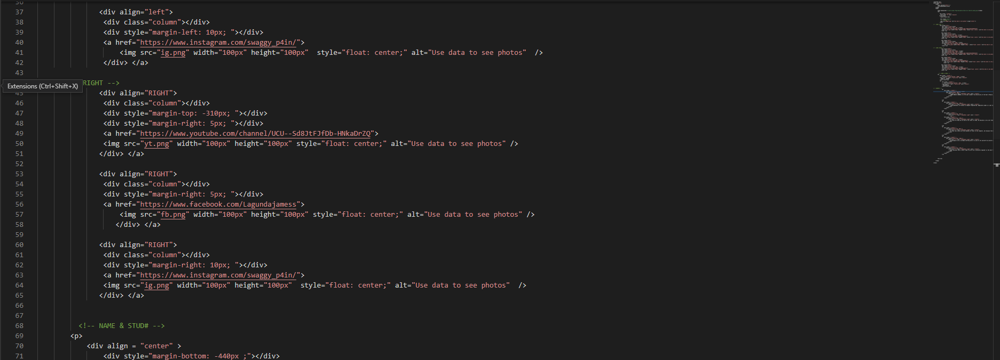 36
37 <div align="left">
38 <div class="column"></div>
39 <div style="margin-left: 10px; "></div>
40 <a href="https://www.instagram.com/swaggy_p4in/">
41 <img src="ig.png" width="100px" height="100px"  style="float: center;" alt="Use data to see photos"  />
42 </div> </a>
43
Extensions (Ctrl+Shift+X) RIGHT -->
45 <div align="RIGHT">
46 <div class="column"></div>
47 <div style="margin-top: -310px; "></div>
48 <div style="margin-right: 5px; "></div>
49 <a href="https://www.youtube.com/channel/UCU--Sd8JtFJfDb-HNkaDrZQ">
50 <img src="yt.png" width="100px" height="100px" style="float: center;" alt="Use data to see photos" />
51 </div> </a>
52
53 <div align="RIGHT">
54 <div class="column"></div>
55 <div style="margin-right: 5px; "></div>
56 <a href="https://www.facebook.com/Lagundajamess">
57 <img src="fb.png" width="100px" height="100px" style="float: center;" alt="Use data to see photos" />
58 </div> </a>
59
60 <div align="RIGHT">
61 <div class="column"></div>
62 <div style="margin-right: 10px; "></div>
63 <a href="https://www.instagram.com/swaggy_p4in/">
64 <img src="ig.png" width="100px" height="100px"  style="float: center;" alt="Use data to see photos"  />
65 </div> </a>
66
67
68 <!-- NAME & STUD# -->
69 <p>
70 <div align = "center" >
71 <div style="margin-bottom: -440px ;"></div>